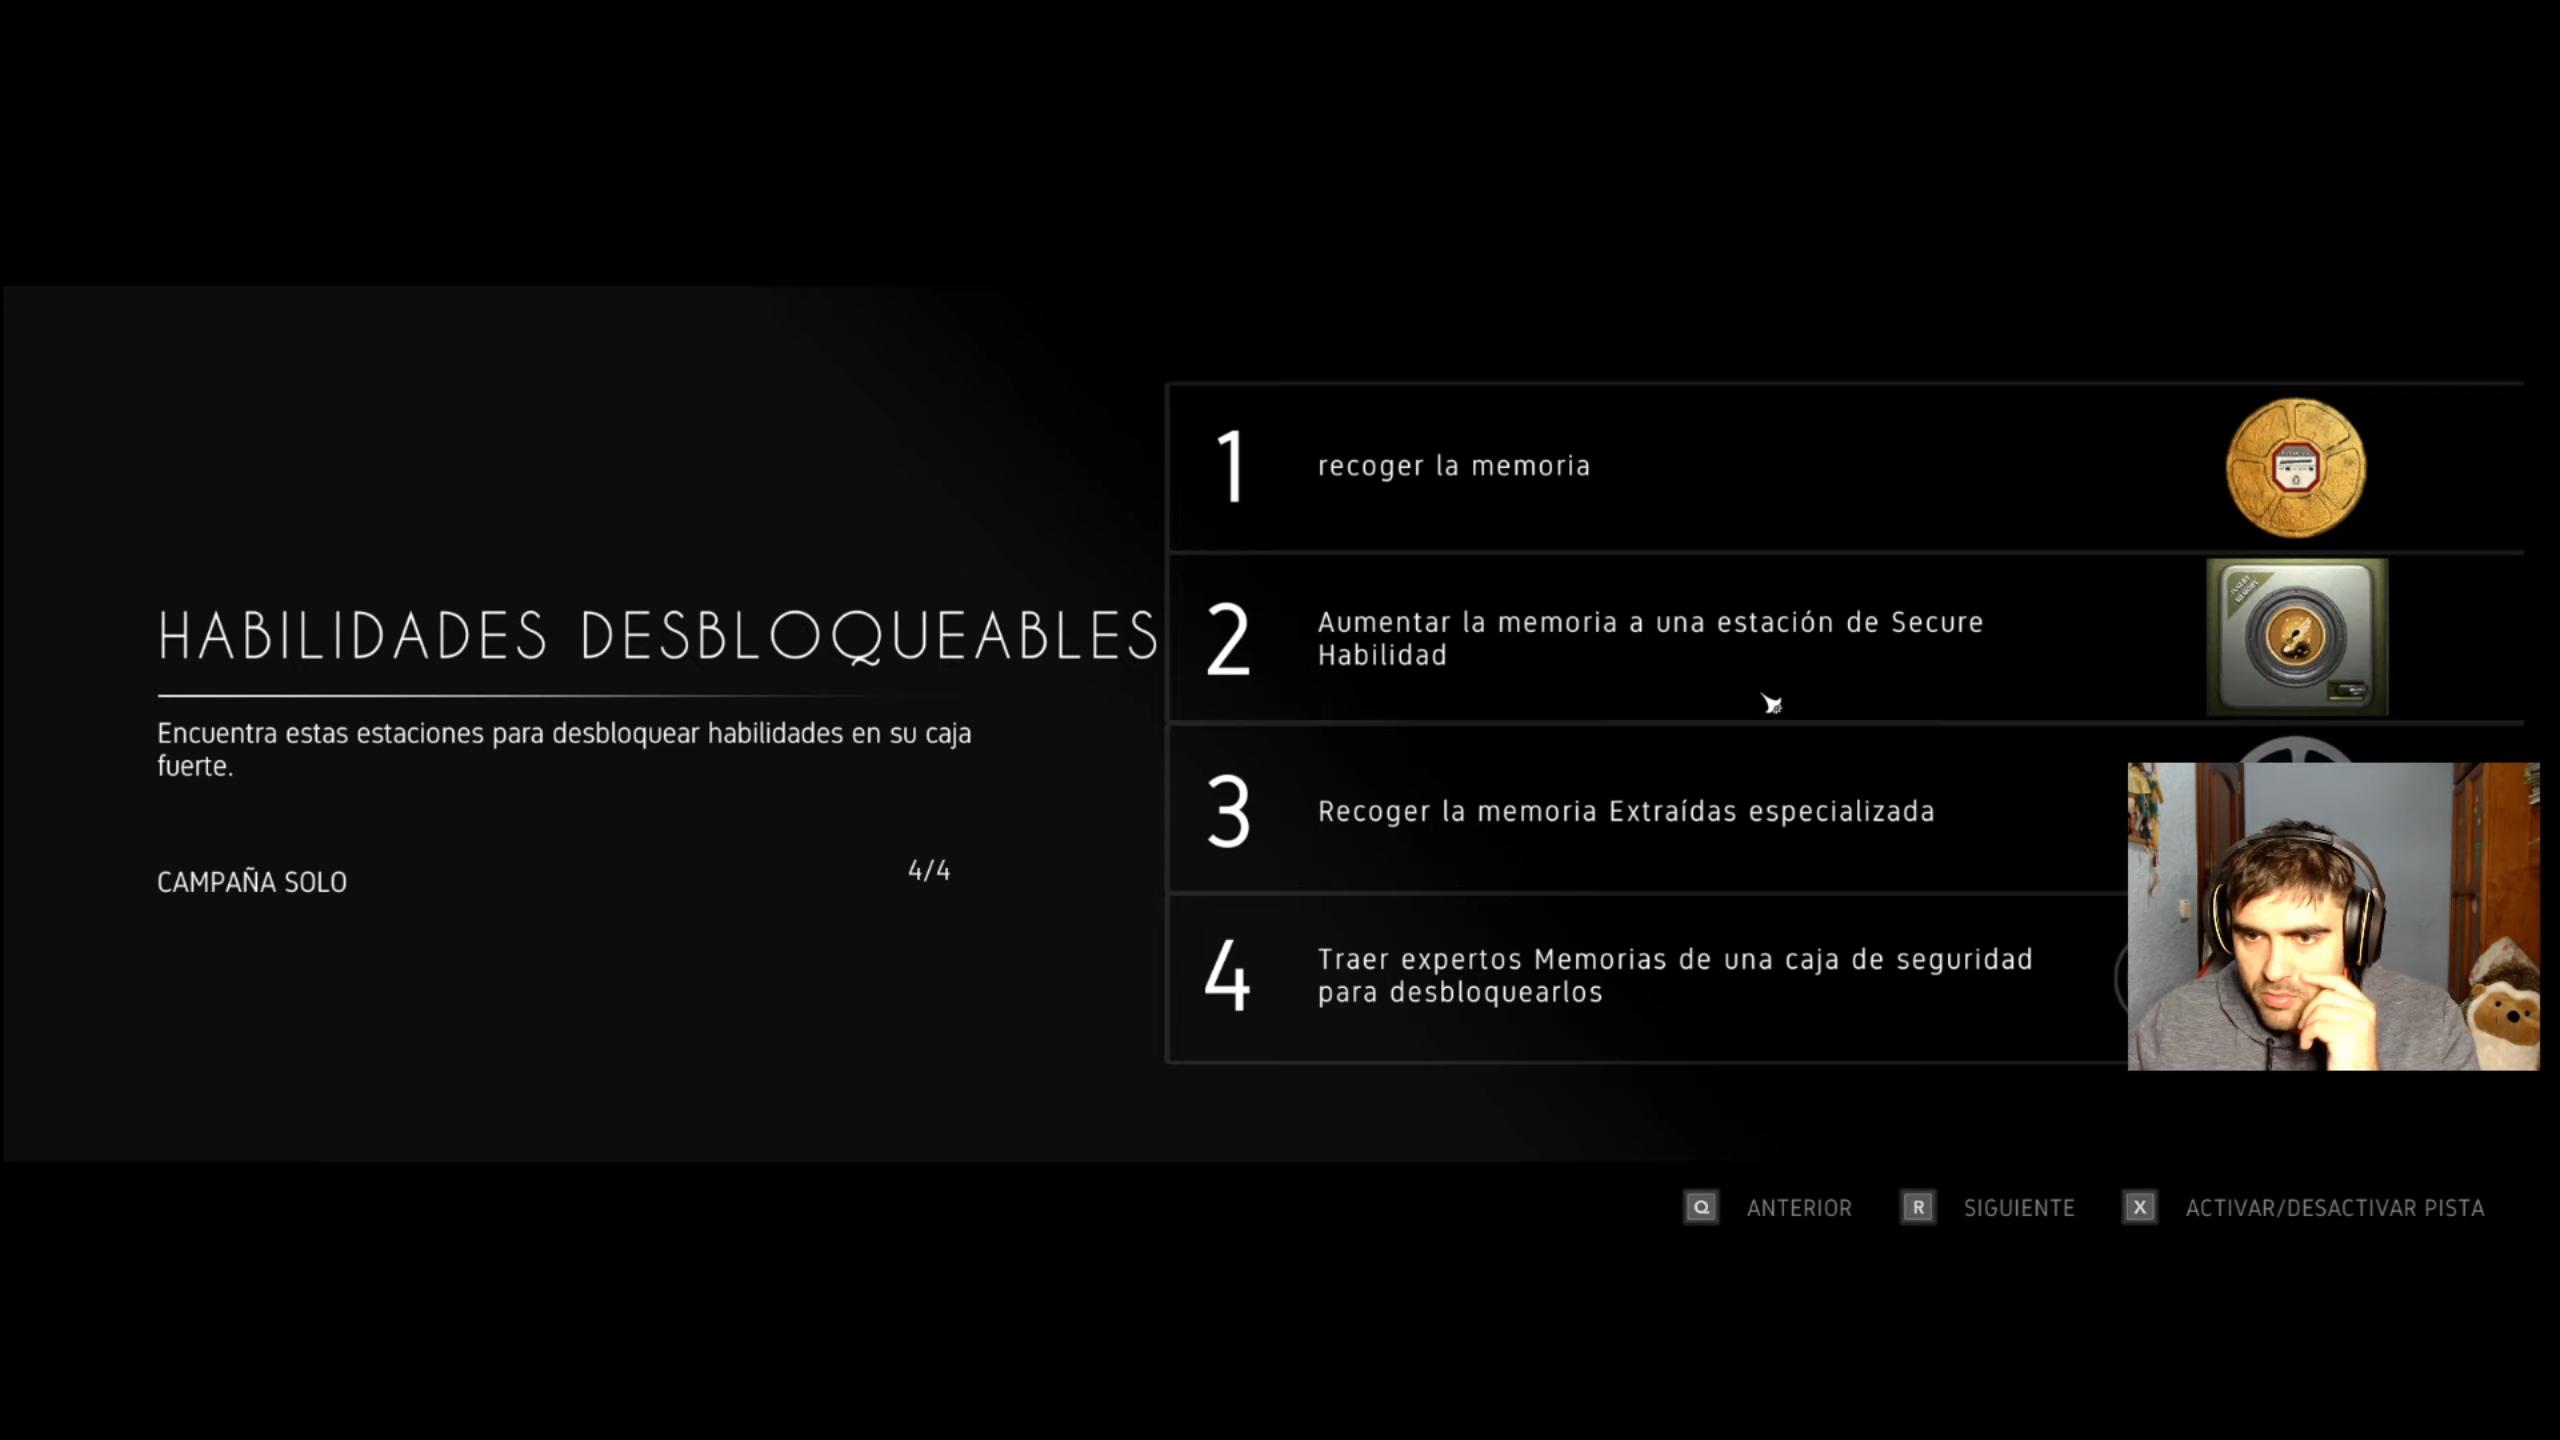 HABILIDADES DESBLOQUEABLES
Encuentra estas estaciones para desbloquear habilidades en su caja
fuerte.
CAMPAÑA SOLO
4/4
1
recoger la memoria
2
Aumentar la memoria a una estación de Secure
Habilidad
3
Recoger la memoria Extraídas especializada
4
Traer expertos Memorias de una caja de seguridad
para desbloquearlos
Q ANTERIOR R SIGUIENTE X ACTIVAR/DESACTIVAR PISTA